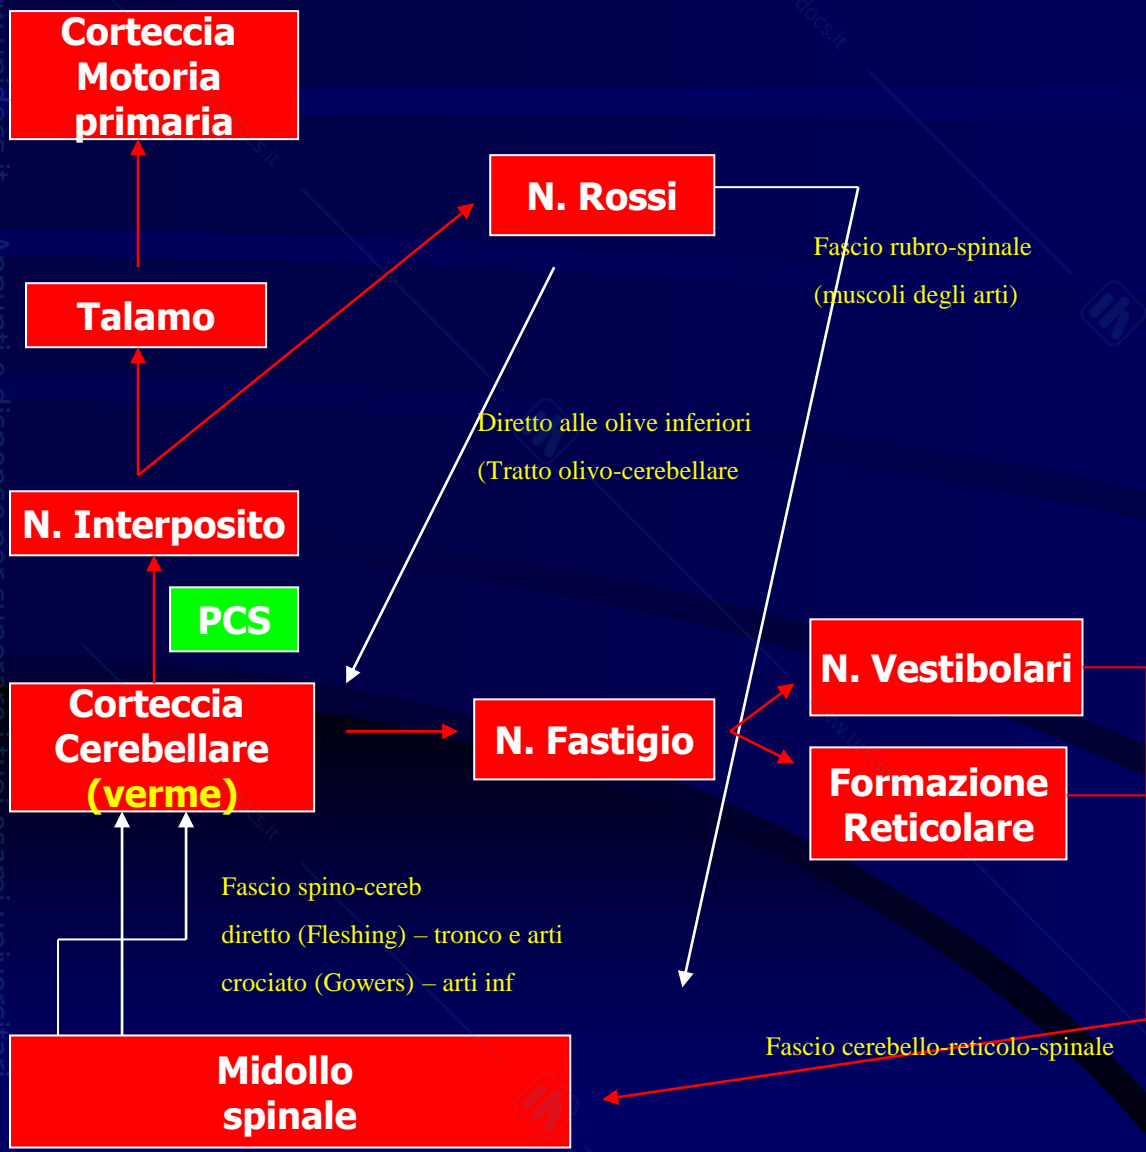 Corteccia
Motoria
primaria
N. Rossi
Fascio rubro-spinale
(muscoli degli arti)
Talamo
Diretto alle olive inferiori
(Tratto olivo-cerebellare
N. Interposito
PCS
Corteccia
Cerebellare
(verme)
N. Fastigio
N. Vestibolari
Formazione
Reticolare
Fascio spino-cereb
diretto (Fleshing) – tronco e arti
crociato (Gowers) – arti inf
Fascio cerebello-reticolo-spinale
Midollo
spinale